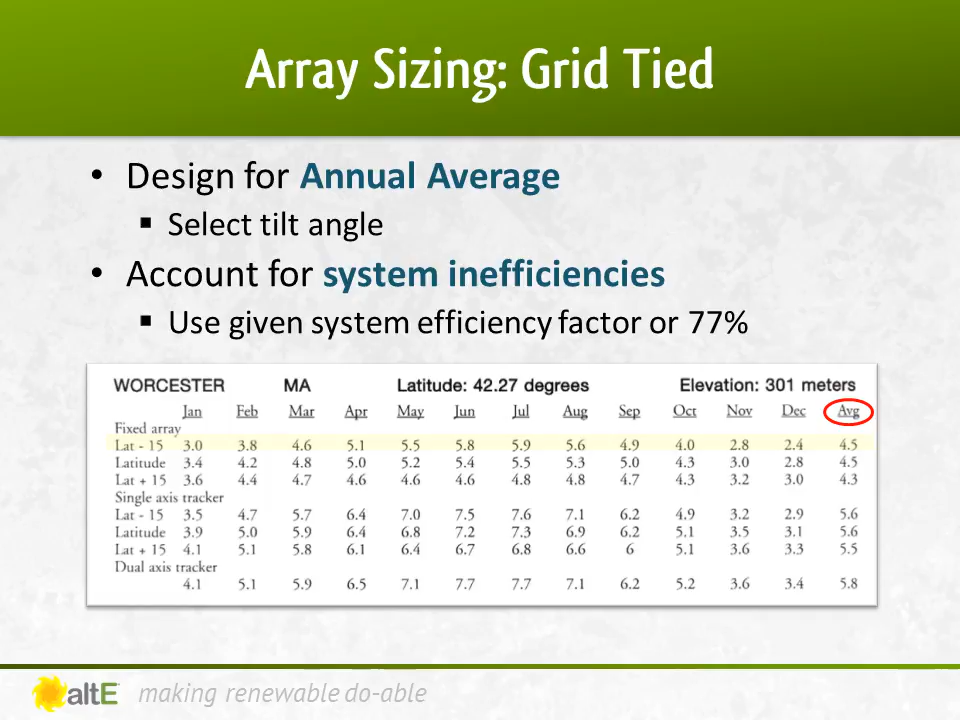 Array Sizing: Grid Tied
• Design for Annual Average
▪ Select tilt angle
• Account for system inefficiencies
▪ Use given system efficiency factor or 77%
WORCESTER MA Latitude: 42.27 degrees Elevation: 301 meters
Jan Feb Mar Apr May Jun Jul Aug Sep Oct Nov Dec Avg
Fixed array
Lat - 15 3.0 3.8 4.6 5.1 5.5 5.8 5.9 5.6 4.9 4.0 2.8 2.4 4.5
Latitude 3.4 4.2 4.8 5.0 5.2 5.4 5.5 5.3 5.0 4.3 3.0 2.8 4.5
Lat + 15 3.6 4.4 4.7 4.6 4.6 4.6 4.8 4.8 4.7 4.3 3.2 3.0 4.3
Single axis tracker
Lat - 15 3.5 4.7 5.7 6.4 7.0 7.5 7.6 7.1 6.2 4.9 3.2 2.9 5.6
Latitude 3.9 5.0 5.9 6.4 6.8 7.2 7.3 6.9 6.2 5.1 3.5 3.1 5.6
Lat + 15 4.1 5.1 5.8 6.1 6.4 6.7 6.8 6.6 6 5.1 3.6 3.3 5.5
Dual axis tracker
4.1 5.1 5.9 6.5 7.1 7.7 7.7 7.1 6.2 5.2 3.6 3.4 5.8
altE making renewable do-able